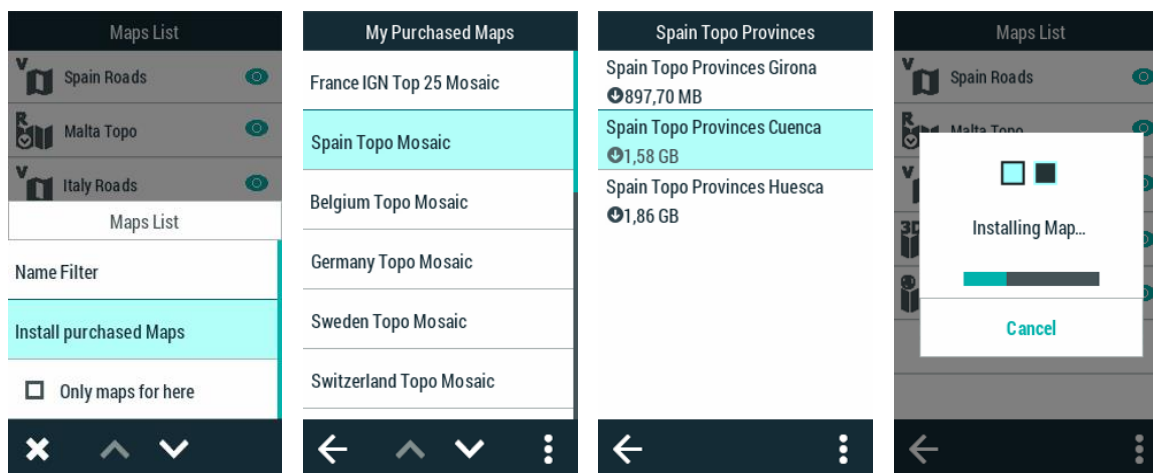 Maps List
V
Spain Roads
R
Malta Topo
V
Italy Roads
Maps List
Name Filter
Install purchased Maps
Only maps for here
My Purchased Maps
France IGN Top 25 Mosaic
Spain Topo Mosaic
Belgium Topo Mosaic
Germany Topo Mosaic
Sweden Topo Mosaic
Switzerland Topo Mosaic
Spain Topo Provinces
Spain Topo Provinces Girona
897,70 MB
Spain Topo Provinces Cuenca
1,58 GB
Spain Topo Provinces Huesca
1,86 GB
Maps List
V
Spain Roads
R
Malta Topo
V
3D
Installing Map...
Cancel